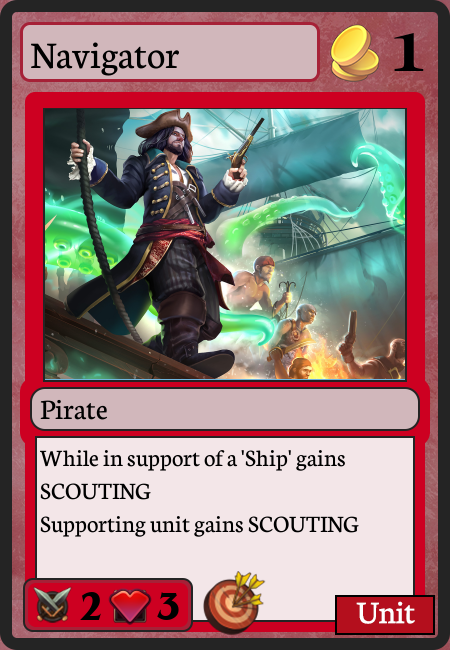 Navigator
1
Pirate
While in support of a 'Ship' gains
SCOUTING
Supporting unit gains SCOUTING
2 3
Unit